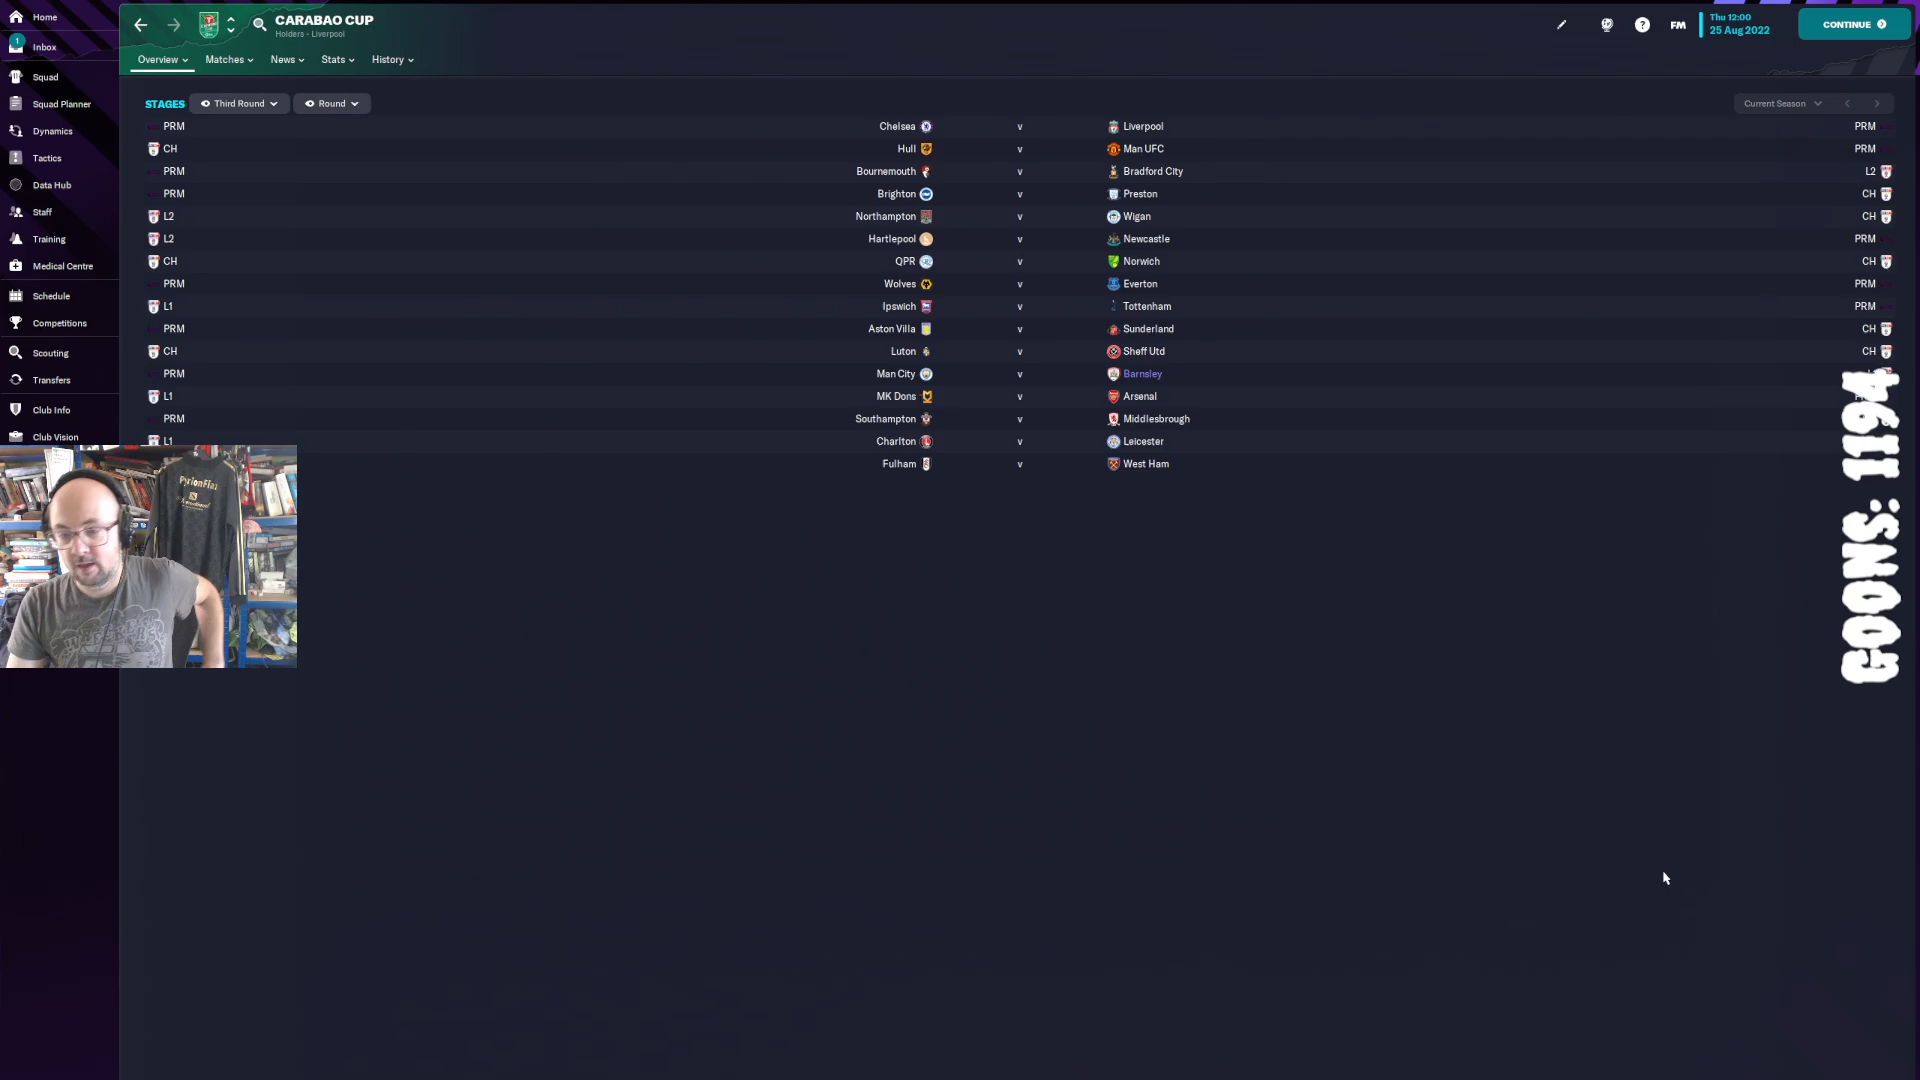 Home
CARABAO CUP
Holders - Liverpool
FM
Thu 12:00
25 Aug 2022
CONTINUE
1
Inbox
Overview
Matches
News
Stats
History
Squad
Squad Planner
Dynamics
Tactics
Data Hub
Staff
Training
Medical Centre
Schedule
Competitions
Scouting
Transfers
Club Info
Club Vision
STAGES
Third Round
Round
Current Season
PRM Chelsea v Liverpool PRM
CH Hull v Man UFC PRM
PRM Bournemouth v Bradford City L2
PRM Brighton v Preston CH
L2 Northampton v Wigan CH
L2 Hartlepool v Newcastle PRM
CH QPR v Norwich CH
PRM Wolves v Everton PRM
L1 Ipswich v Tottenham PRM
PRM Aston Villa v Sunderland CH
CH Luton v Sheff Utd CH
PRM Man City v Barnsley
L1 MK Dons v Arsenal
PRM Southampton v Middlesbrough
L1 Charlton v Leicester
Fulham v West Ham
PyrionFlax
GOONS: 1194